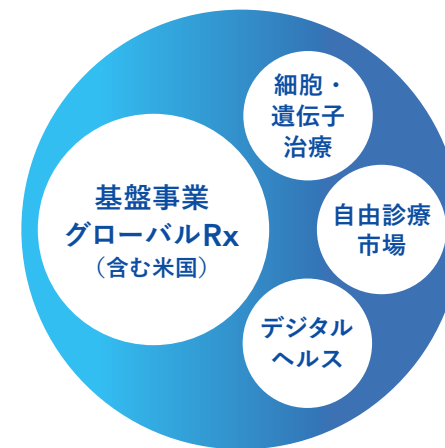 基盤事業
グローバルRx
（含む米国）
細胞・
遺伝子
治療
自由診療
市場
デジタル
ヘルス